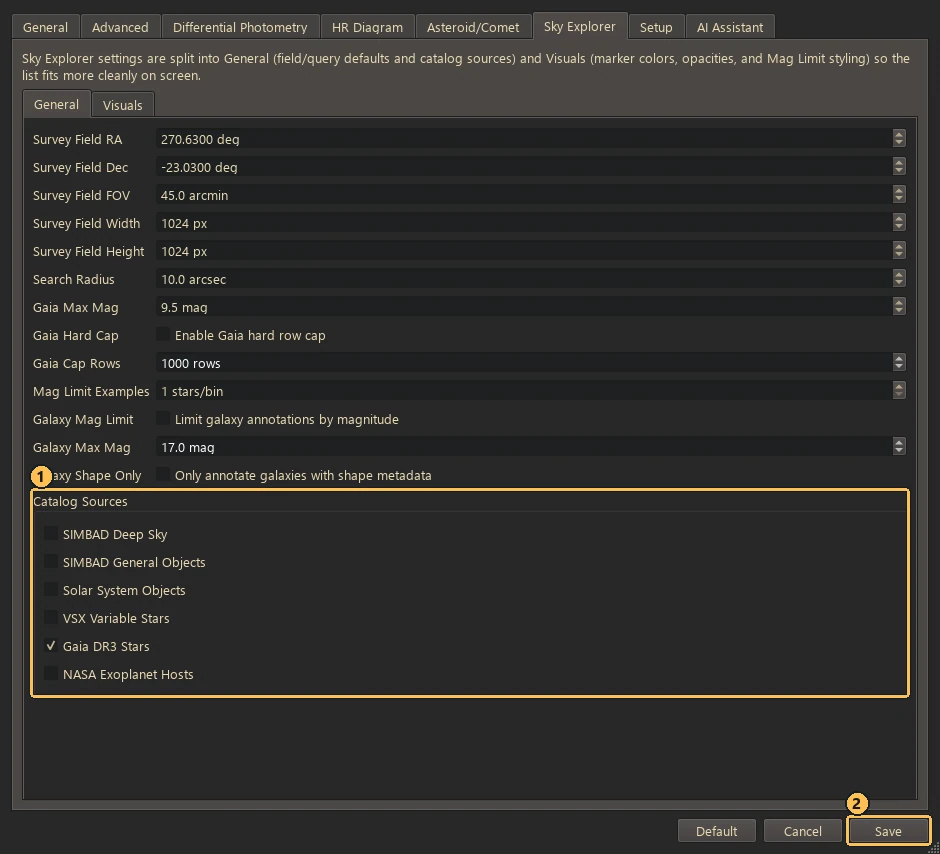 General Advanced Differential Photometry HR Diagram Asteroid/Comet Sky Explorer Setup AI Assistant
Sky Explorer settings are split into General (field/query defaults and catalog sources) and Visuals (marker colors, opacities, and Mag Limit styling) so the
list fits more cleanly on screen.
General Visuals
Survey Field RA 270.6300 deg
Survey Field Dec -23.0300 deg
Survey Field FOV 45.0 arcmin
Survey Field Width 1024 px
Survey Field Height 1024 px
Search Radius 10.0 arcsec
Gaia Max Mag 9.5 mag
Gaia Hard Cap Enable Gaia hard row cap
Gaia Cap Rows 1000 rows
Mag Limit Examples 1 stars/bin
Galaxy Mag Limit Limit galaxy annotations by magnitude
Galaxy Max Mag 17.0 mag
1 axy Shape Only Only annotate galaxies with shape metadata
Catalog Sources
SIMBAD Deep Sky
SIMBAD General Objects
Solar System Objects
VSX Variable Stars
Gaia DR3 Stars
NASA Exoplanet Hosts
2
Default Cancel Save